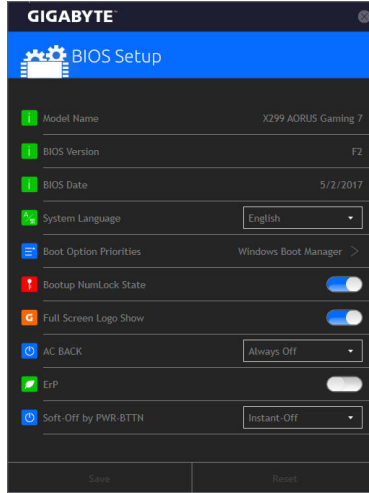 GIGABYTE™
BIOS Setup
Model Name X299 AORUS Gaming 7
BIOS Version F2
BIOS Date 5/2/2017
System Language English
Boot Option Priorities Windows Boot Manager >
Bootup NumLock State
Full Screen Logo Show
AC BACK Always Off
ErP
Soft-Off by PWR-BTTN Instant-Off
Save Reset